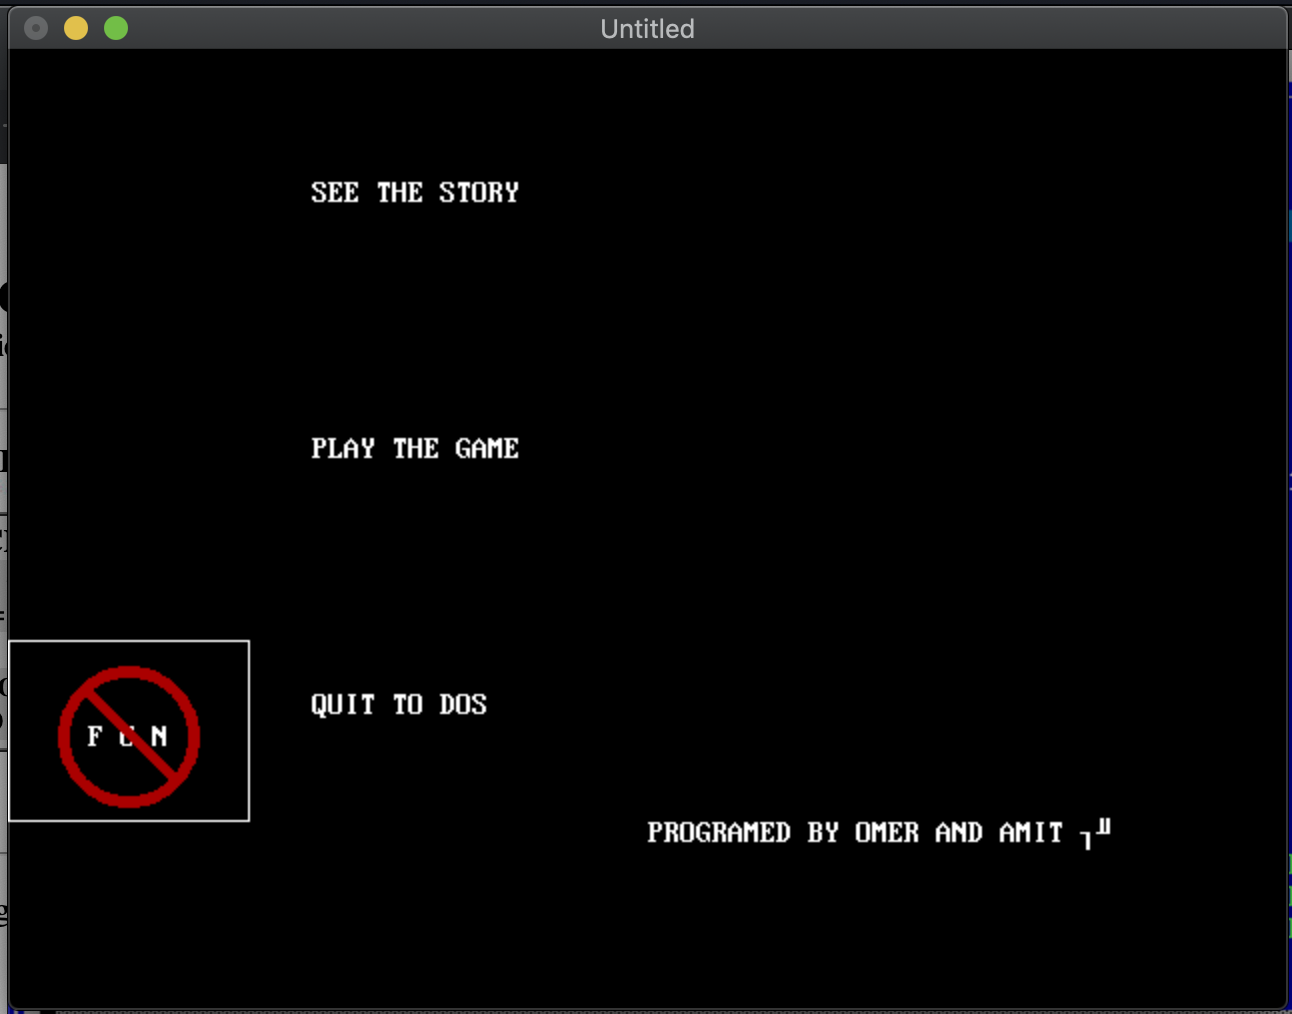 Untitled
SEE THE STORY
PLAY THE GAME
QUIT TO DOS
F U N
PROGRAMED BY OMER AND AMIT ┐╜